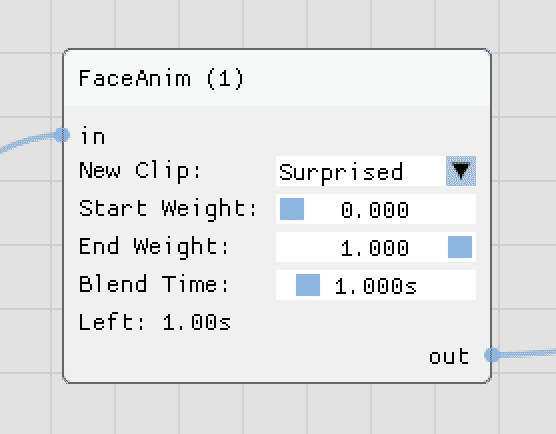 FaceAnim (1)
in
New Clip: Surprised
Start Weight: 0.000
End Weight: 1.000
Blend Time: 1.000s
Left: 1.00s
out